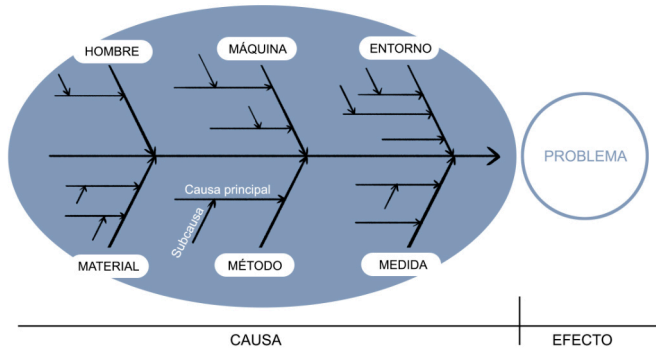 HOMBRE
MÁQUINA
ENTORNO
PROBLEMA
Causa principal
Subcausa
MATERIAL
MÉTODO
MEDIDA
CAUSA
EFECTO